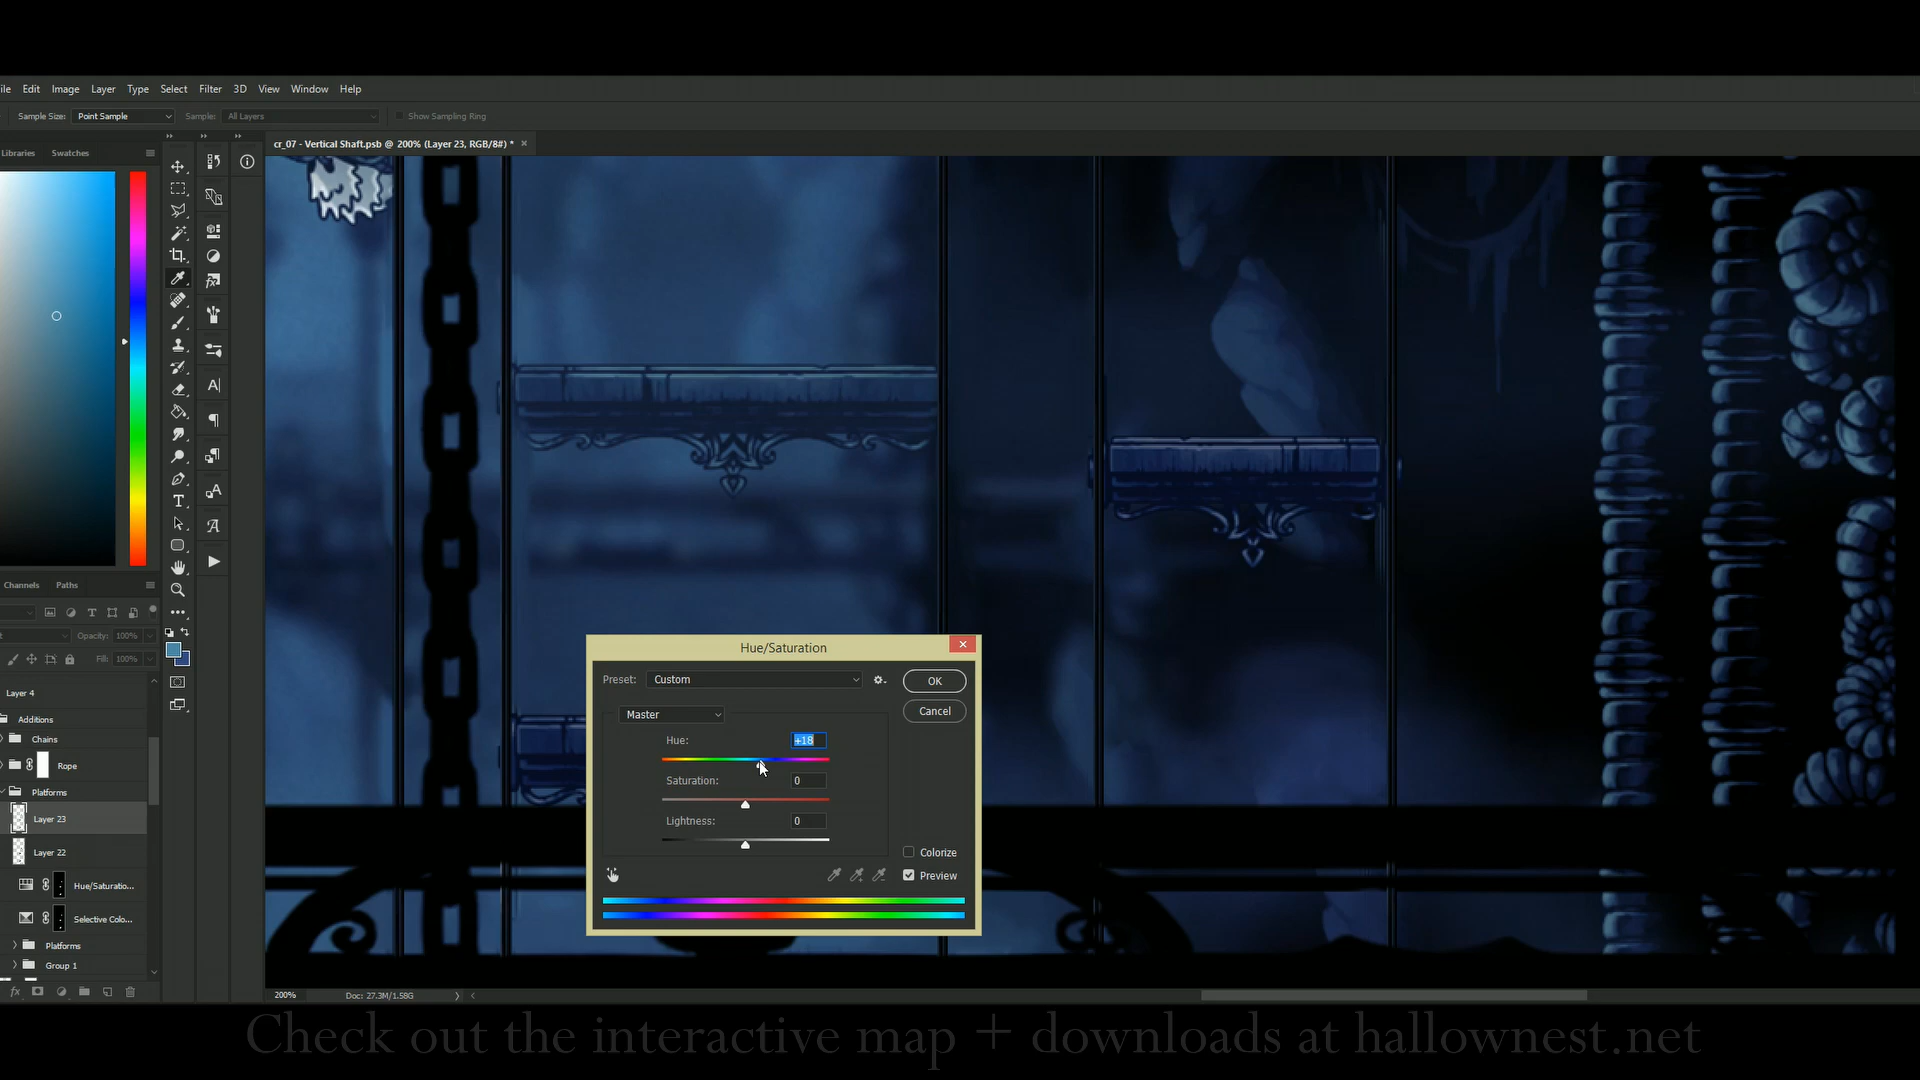 ile Edit Image Layer Type Select Filter 3D View Window Help
Sample Size: Point Sample Sample: All Layers Show Sampling Ring
cr_07 - Vertical Shaft.psb @ 200% (Layer 23, RGB/8#) * ×
Libraries Swatches
Channels Paths
Opacity: 100%
Fill: 100%
Layer 4
Additions
Chains
Rope
Platforms
Layer 23
Layer 22
Hue/Saturatio...
Selective Colo...
Platforms
Group 1
Hue/Saturation
Preset: Custom
OK
Cancel
Master
Hue: +18
Saturation: 0
Lightness: 0
Colorize
Preview
200% Doc: 27.3M/1.58G
Check out the interactive map + downloads at hallownest.net